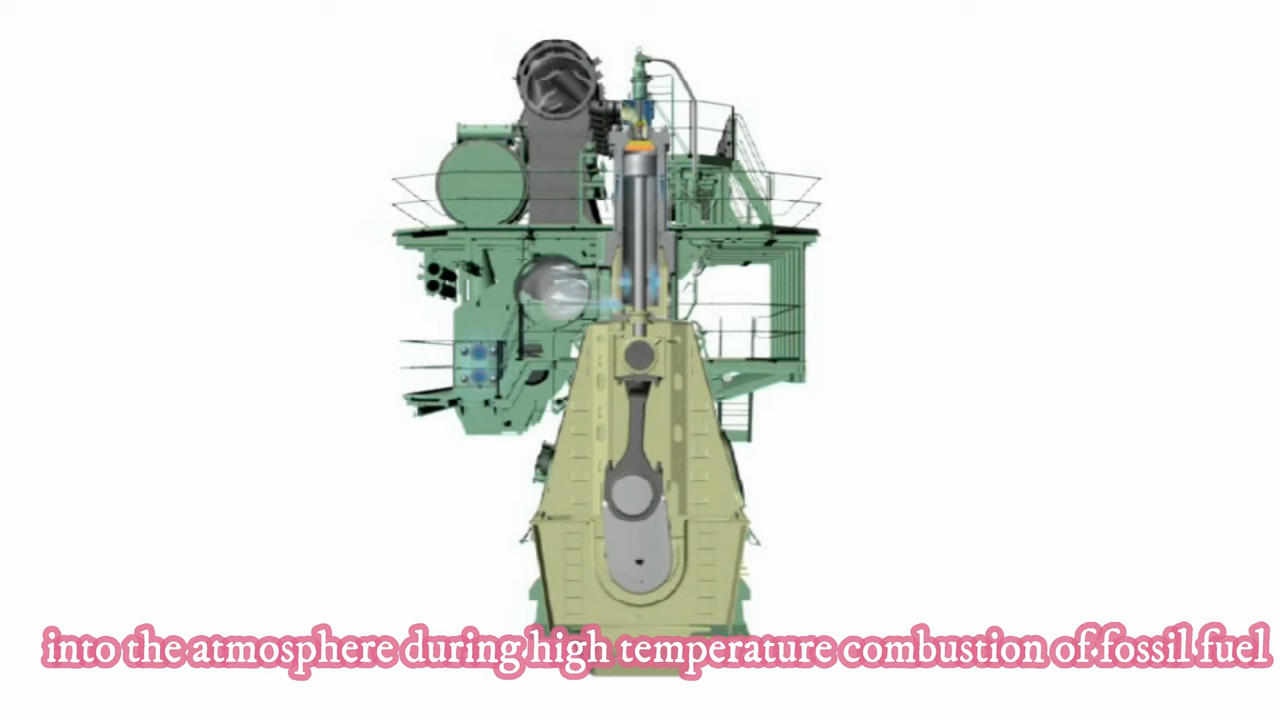 into the atmosphere during high temperature combustion of fossil fuel